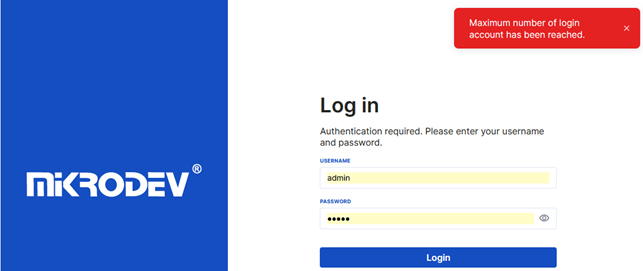 Maximum number of login
account has been reached.
×
Log in
Authentication required. Please enter your username
and password.
USERNAME
admin
PASSWORD
•••••
Login
MIKRODEV®